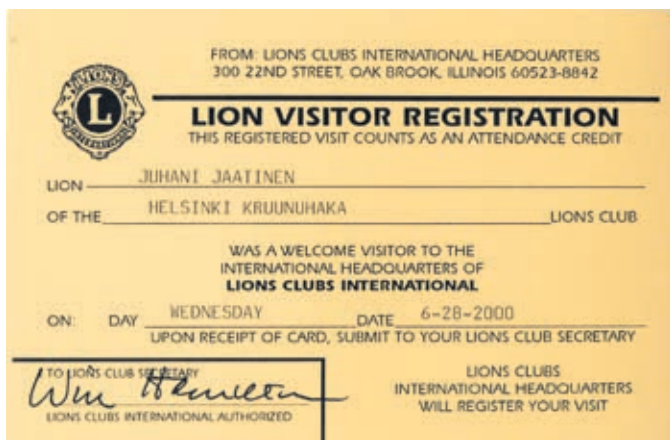 FROM: LIONS CLUBS INTERNATIONAL HEADQUARTERS
300 22ND STREET, OAK BROOK, ILLINOIS 60523-8842
LIONS
L
INTERNATIONAL
LION VISITOR REGISTRATION
THIS REGISTERED VISIT COUNTS AS AN ATTENDANCE CREDIT
LION JUHANI JAATINEN
OF THE HELSINKI KRUUNUHAKA LIONS CLUB
WAS A WELCOME VISITOR TO THE
INTERNATIONAL HEADQUARTERS OF
LIONS CLUBS INTERNATIONAL
ON: DAY WEDNESDAY DATE 6-28-2000
UPON RECEIPT OF CARD, SUBMIT TO YOUR LIONS CLUB SECRETARY
TO LIONS CLUB SECRETARY
LIONS CLUBS INTERNATIONAL AUTHORIZED
LIONS CLUBS
INTERNATIONAL HEADQUARTERS
WILL REGISTER YOUR VISIT